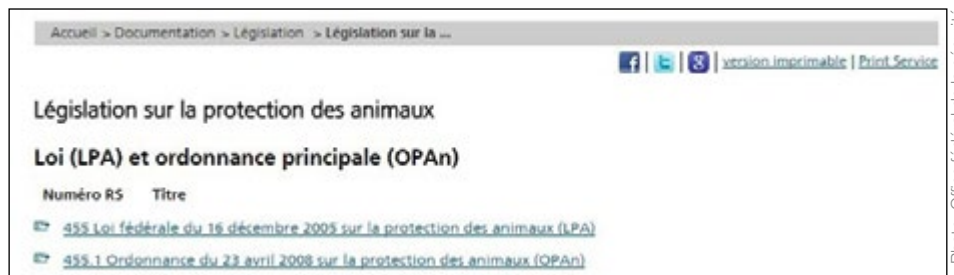 Accueil > Documentation > Législation > Législation sur la ...
version imprimable | Print Service
Législation sur la protection des animaux
Loi (LPA) et ordonnance principale (OPAn)
Numéro RS Titre
455 Loi fédérale du 16 décembre 2005 sur la protection des animaux (LPA)
455.1 Ordonnance du 23 avril 2008 sur la protection des animaux (OPAn)